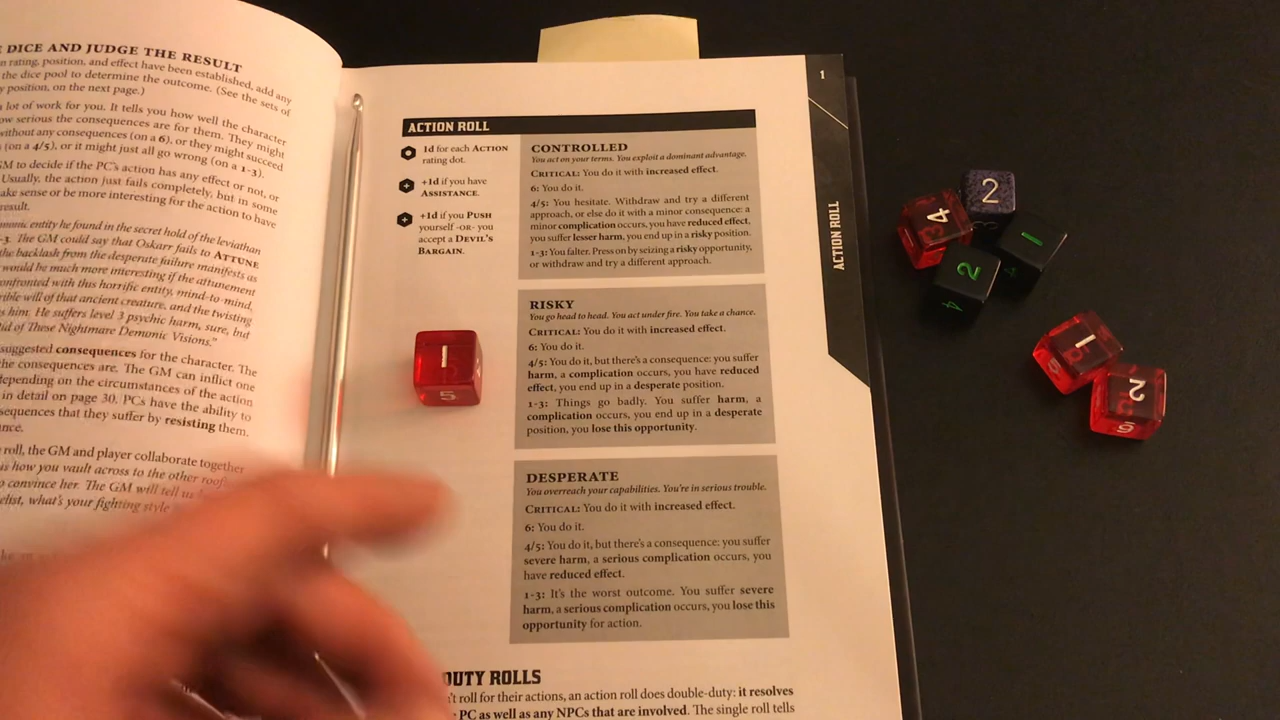 DICE AND JUDGE THE RESULT
n rating, position, and effect have been established, add any
the dice pool to determine the outcome. (See the sets of
y position, on the next page.)
lot of work for you. It tells you how well the character
ow serious the consequences are for them. They might
without any consequences (on a 6), or they might succeed
(on a 4/5), or it might just all go wrong (on a 1-3).
GM to decide if the PC's action has any effect or not, or
Usually, the action just fails completely, but in some
ake sense or be more interesting for the action to have
result.
monic entity he found in the secret hold of the leviathan
-3. The GM could say that Oskarr fails to ATTUNE
the backlash from the desperate failure manifests as
would be much more interesting if the attunement
onfronted with this horrific entity, mind-to-mind,
rible will of that ancient creature, and the twisting
s him. He suffers level 3 psychic harm, sure, but
id of These Nightmare Demonic Visions."
suggested consequences for the character. The
he consequences are. The GM can inflict one
epending on the circumstances of the action
in detail on page 30, PCs have the ability to
sequences that they suffer by resisting them.
nce.
roll, the GM and player collaborate together
is how you vault across to the other roof
o convince her. The GM will tell us
elist, what's your fighting style
1
ACTION ROLL
ACTION ROLL
1d for each ACTION
rating dot.
+1d if you have
ASSISTANCE.
+1d if you PUSH
yourself -or- you
accept a DEVIL'S
BARGAIN.
CONTROLLED
You act on your terms. You exploit a dominant advantage.
CRITICAL: You do it with increased effect.
6: You do it.
4/5: You hesitate. Withdraw and try a different
approach, or else do it with a minor consequence: a
minor complication occurs, you have reduced effect,
you suffer lesser harm, you end up in a risky position.
1-3: You falter. Press on by seizing a risky opportunity,
or withdraw and try a different approach.
RISKY
You go head to head. You act under fire. You take a chance.
CRITICAL: You do it with increased effect.
6: You do it.
4/5: You do it, but there's a consequence: you suffer
harm, a complication occurs, you have reduced
effect, you end up in a desperate position.
1-3: Things go badly. You suffer harm, a
complication occurs, you end up in a desperate
position, you lose this opportunity.
DESPERATE
You overreach your capabilities. You're in serious trouble.
CRITICAL: You do it with increased effect.
6: You do it.
4/5: You do it, but there's a consequence: you suffer
severe harm, a serious complication occurs, you
have reduced effect.
1-3: It's the worst outcome. You suffer severe
harm, a serious complication occurs, you lose this
opportunity for action.
OUTY ROLLS
't roll for their actions, an action roll does double-duty: it resolves
PC as well as any NPCs that are involved. The single roll tells
1
5
4
2
1
2
4
1
2
6